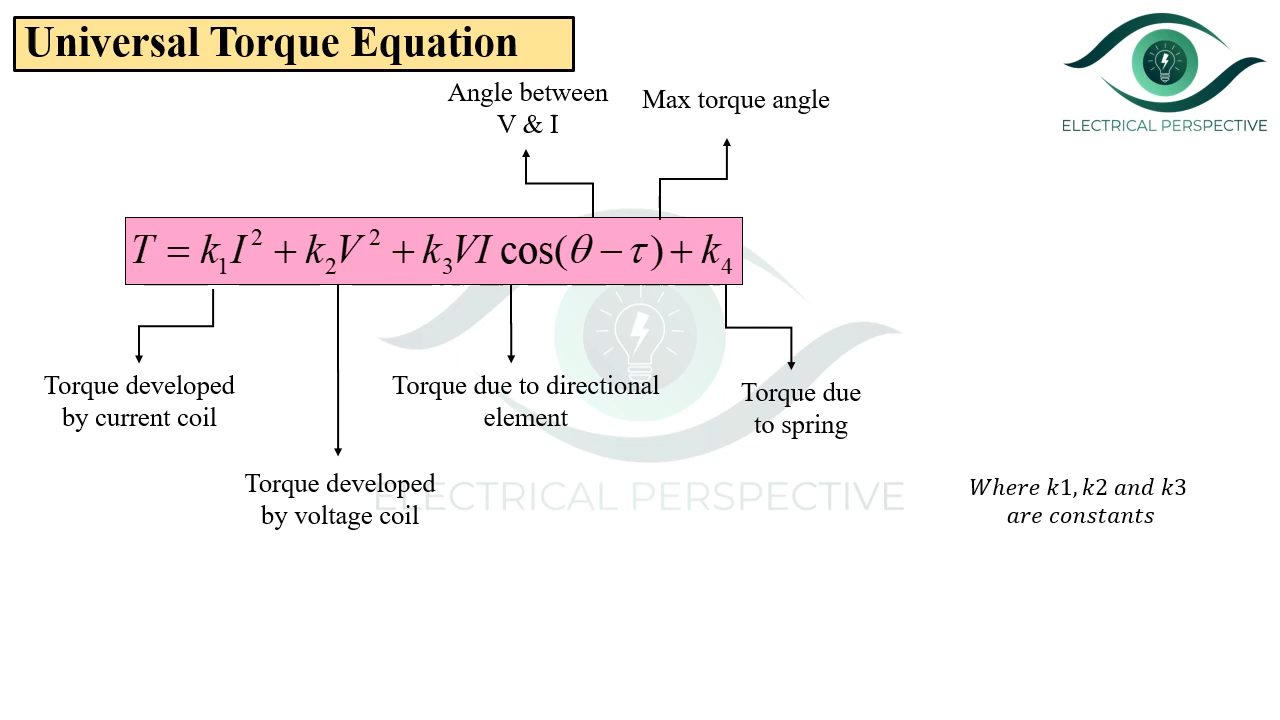 Universal Torque Equation
ELECTRICAL PERSPECTIVE
Angle between
V & I
Max torque angle
T = k₁I² + k₂V² + k₃VI cos(θ − τ) + k₄
Torque developed
by current coil
Torque due to directional
element
Torque due
to spring
Torque developed
by voltage coil
ELECTRICAL PERSPECTIVE
Where k1, k2 and k3
are constants